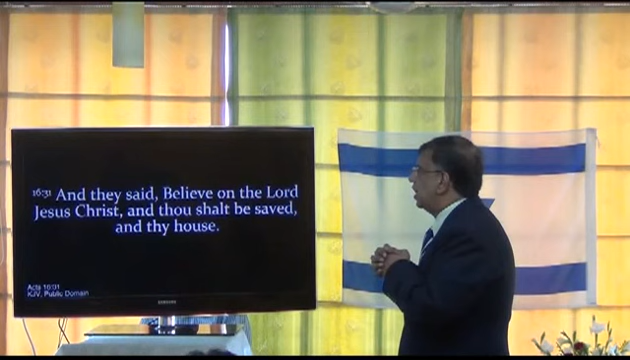 16:31 And they said, Believe on the Lord
Jesus Christ, and thou shalt be saved,
and thy house.
Acts 16:31
KJV, Public Domain
SAMSUNG